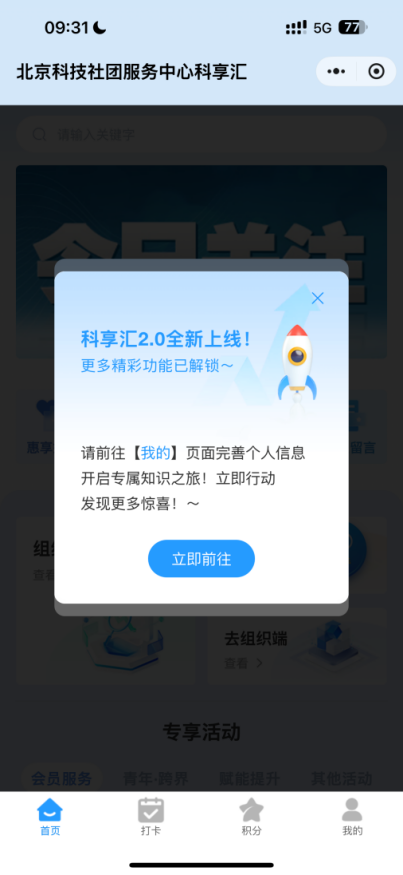 09:31
5G 77
北京科技社团服务中心科享汇
请输入关键字
今日关注
科享汇2.0全新上线！
更多精彩功能已解锁～
惠享
留言
请前往【我的】页面完善个人信息
开启专属知识之旅！立即行动
发现更多惊喜！～
立即前往
组织
查看
去组织端
查看
专享活动
会员服务 青年·跨界 赋能提升 其他活动
首页 打卡 积分 我的